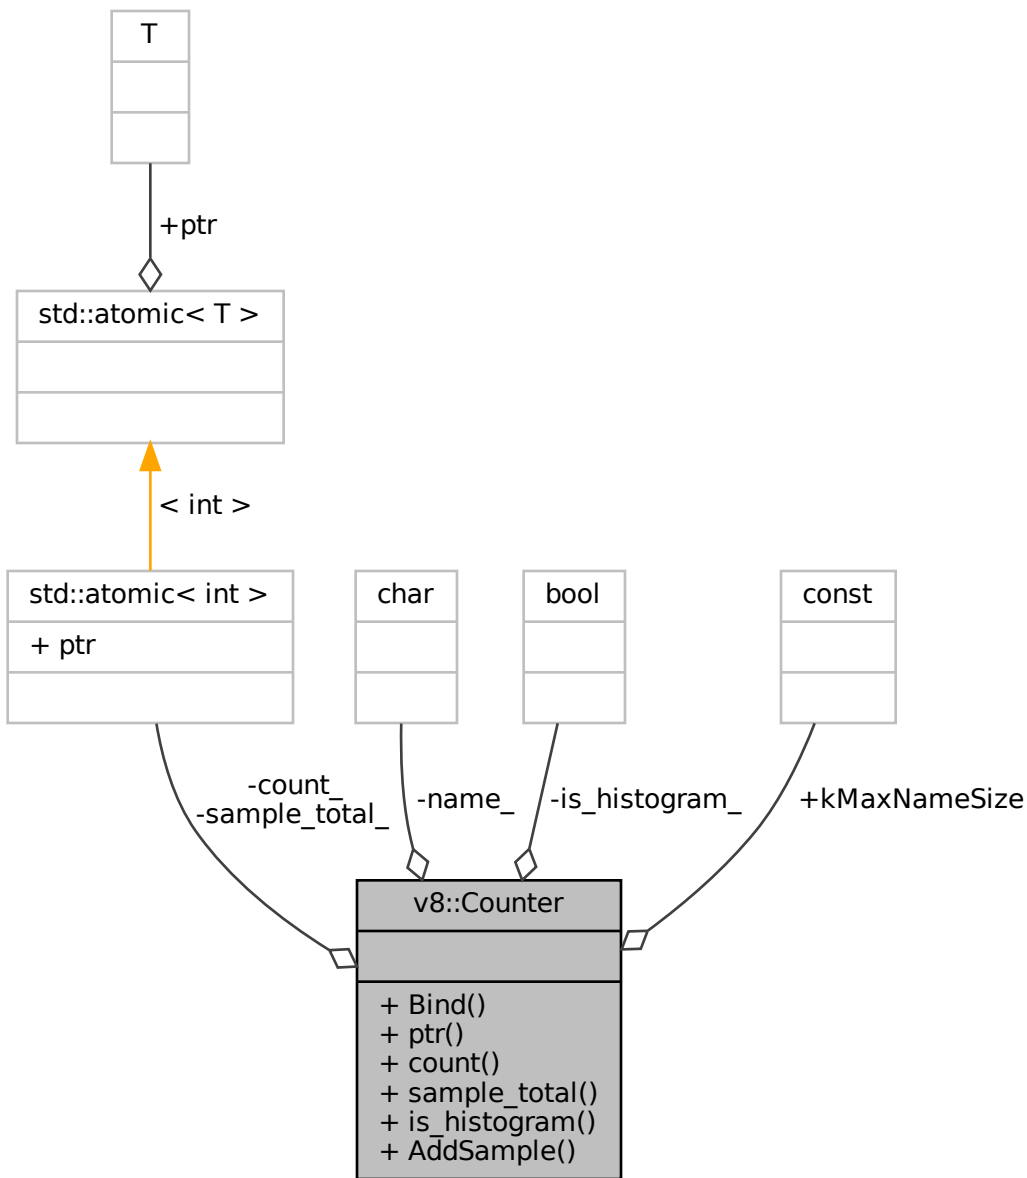 T
+ptr
std::atomic< T >
< int >
std::atomic< int >
+ ptr
char
bool
const
-count_
-sample_total_
-name_
-is_histogram_
+kMaxNameSize
v8::Counter
+ Bind()
+ ptr()
+ count()
+ sample_total()
+ is_histogram()
+ AddSample()